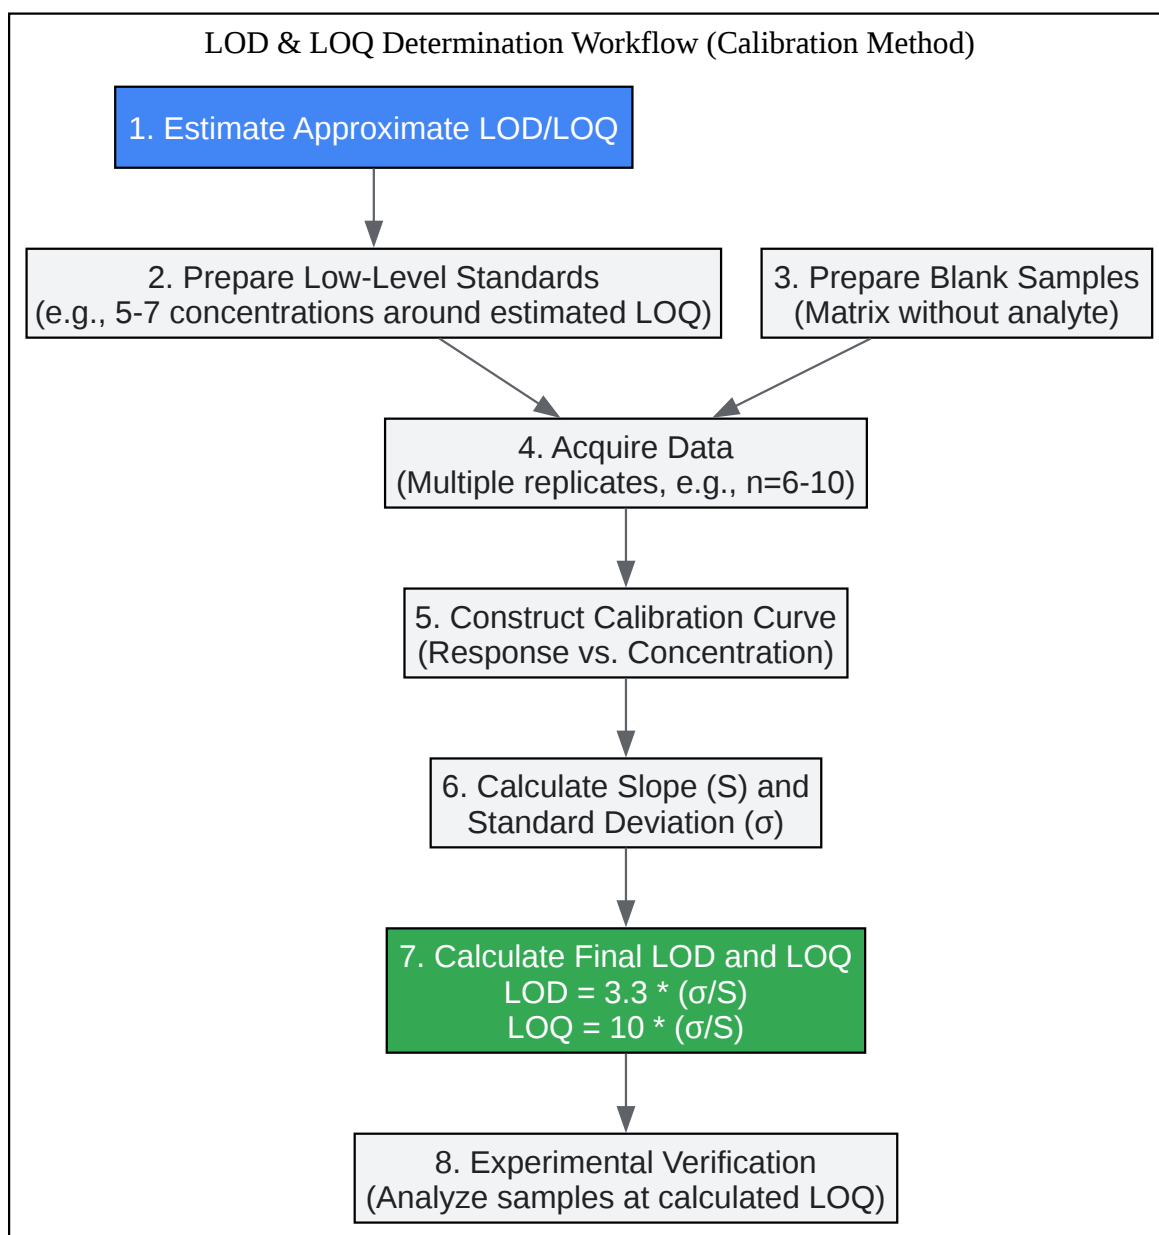 LOD & LOQ Determination Workflow (Calibration Method)
1. Estimate Approximate LOD/LOQ
2. Prepare Low-Level Standards
(e.g., 5-7 concentrations around estimated LOQ)
3. Prepare Blank Samples
(Matrix without analyte)
4. Acquire Data
(Multiple replicates, e.g., n=6-10)
5. Construct Calibration Curve
(Response vs. Concentration)
6. Calculate Slope (S) and
Standard Deviation (σ)
7. Calculate Final LOD and LOQ
LOD = 3.3 * (σ/S)
LOQ = 10 * (σ/S)
8. Experimental Verification
(Analyze samples at calculated LOQ)